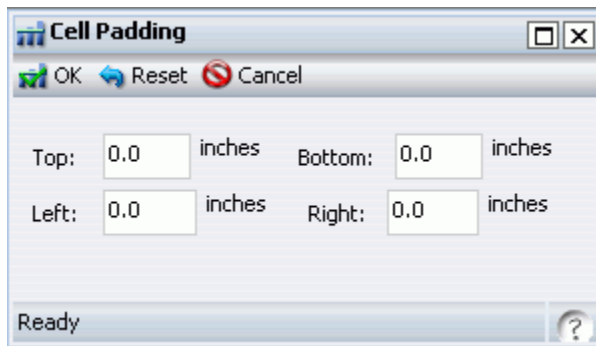 Cell Padding
OK Reset Cancel
Top: 0.0 inches Bottom: 0.0 inches
Left: 0.0 inches Right: 0.0 inches
Ready ?